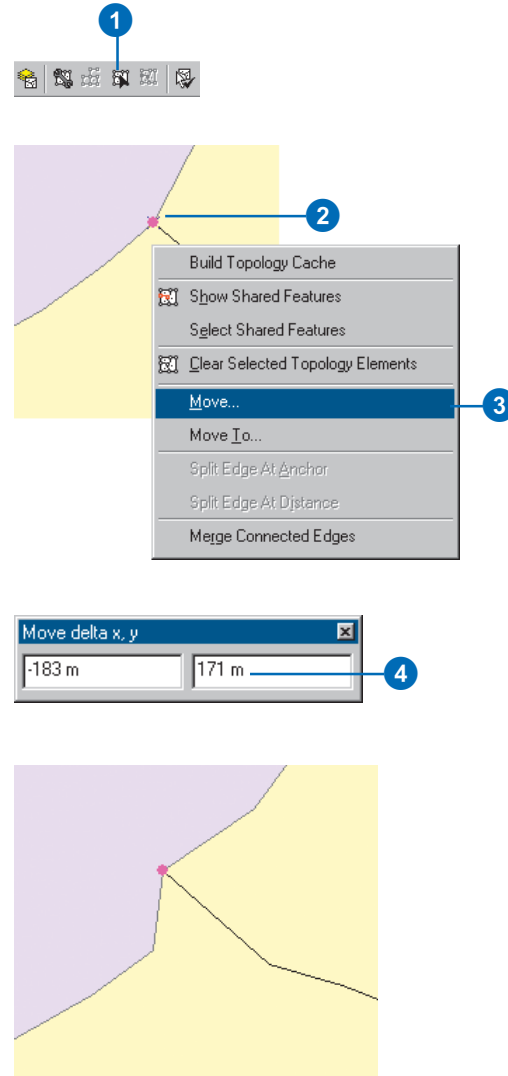 1
2
Build Topology Cache
Show Shared Features
Select Shared Features
Clear Selected Topology Elements
Move...
3
Move To...
Split Edge At Anchor
Split Edge At Distance
Merge Connected Edges
Move delta x, y
-183 m
171 m
4